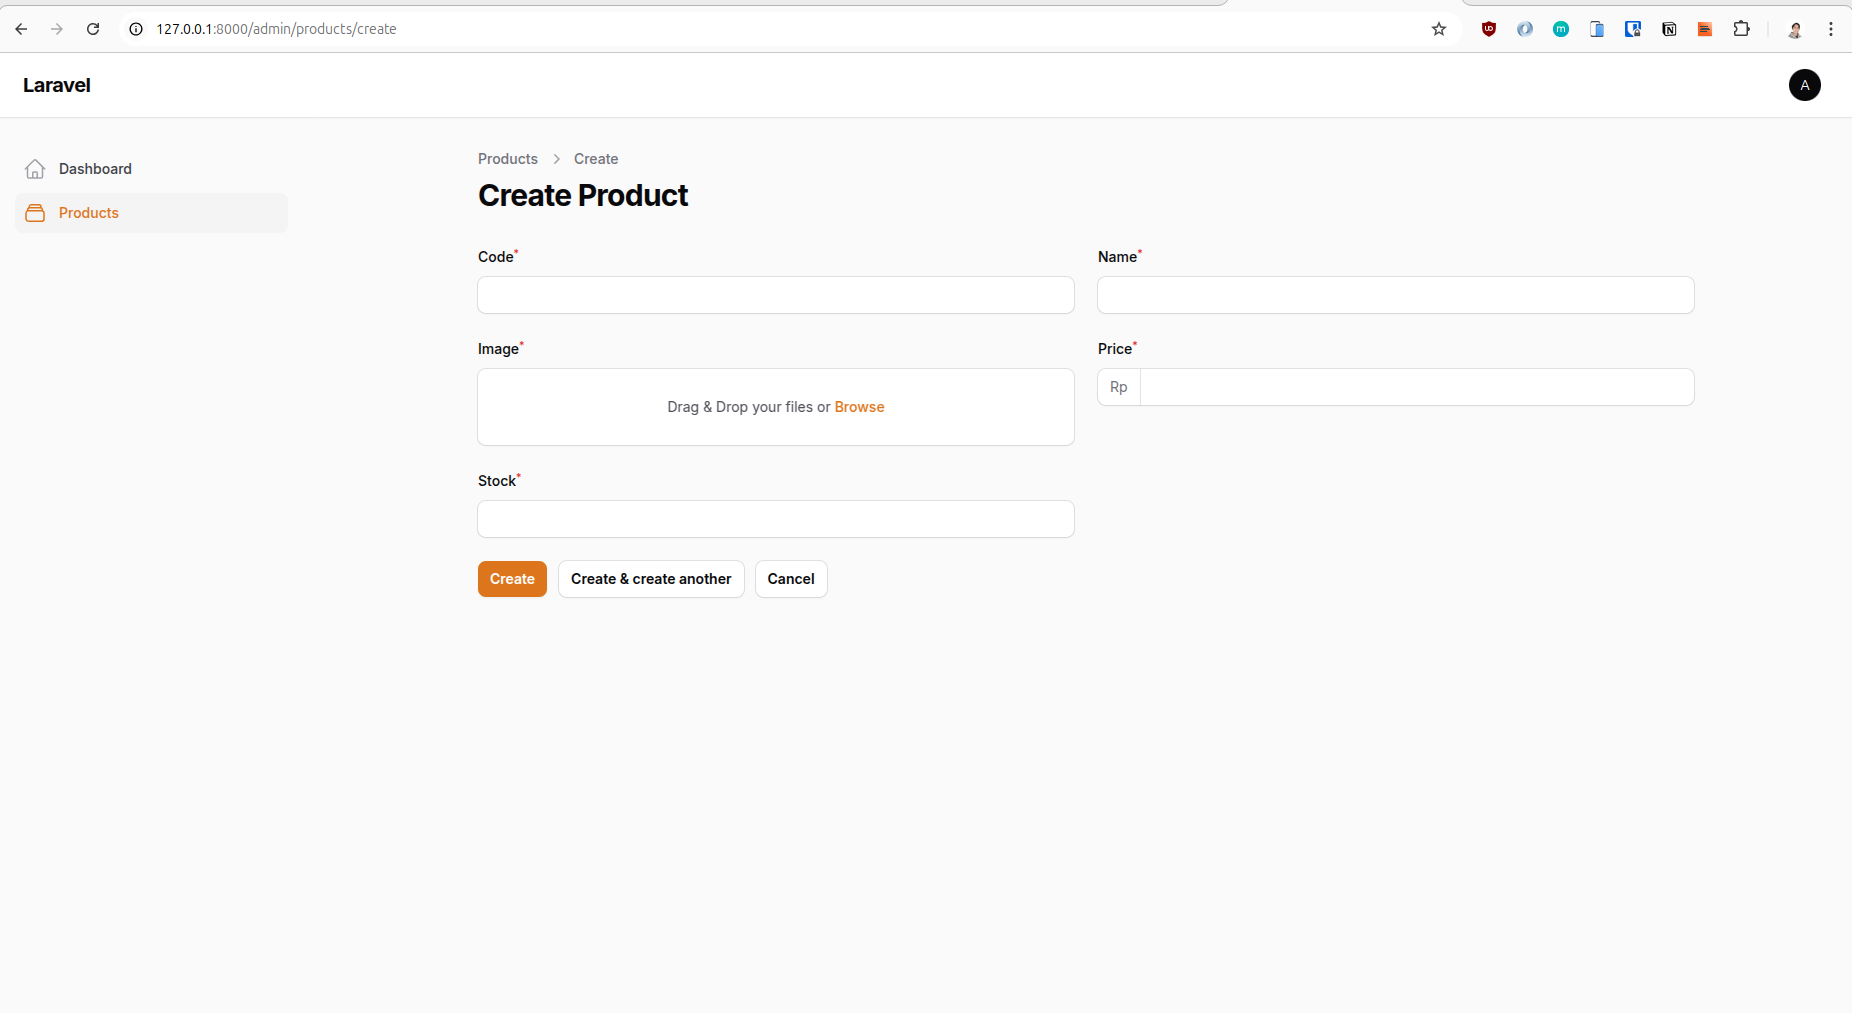 127.0.0.1:8000/admin/products/create
Laravel
A
Dashboard
Products
Products > Create
Create Product
Code*
Name*
Image*
Price*
Drag & Drop your files or Browse
Rp
Stock*
Create
Create & create another
Cancel